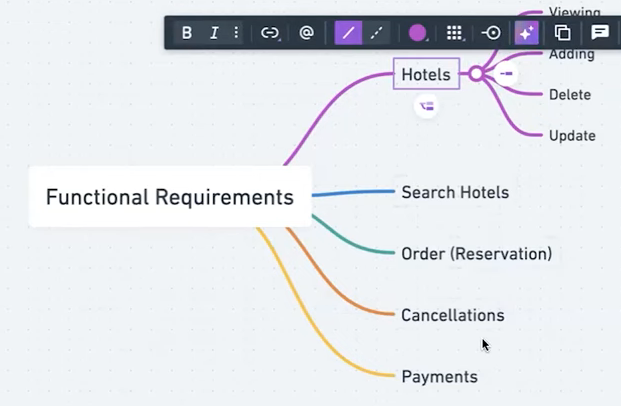 Viewing
B I @
Adding
Hotels
Delete
Update
Functional Requirements
Search Hotels
Order (Reservation)
Cancellations
Payments